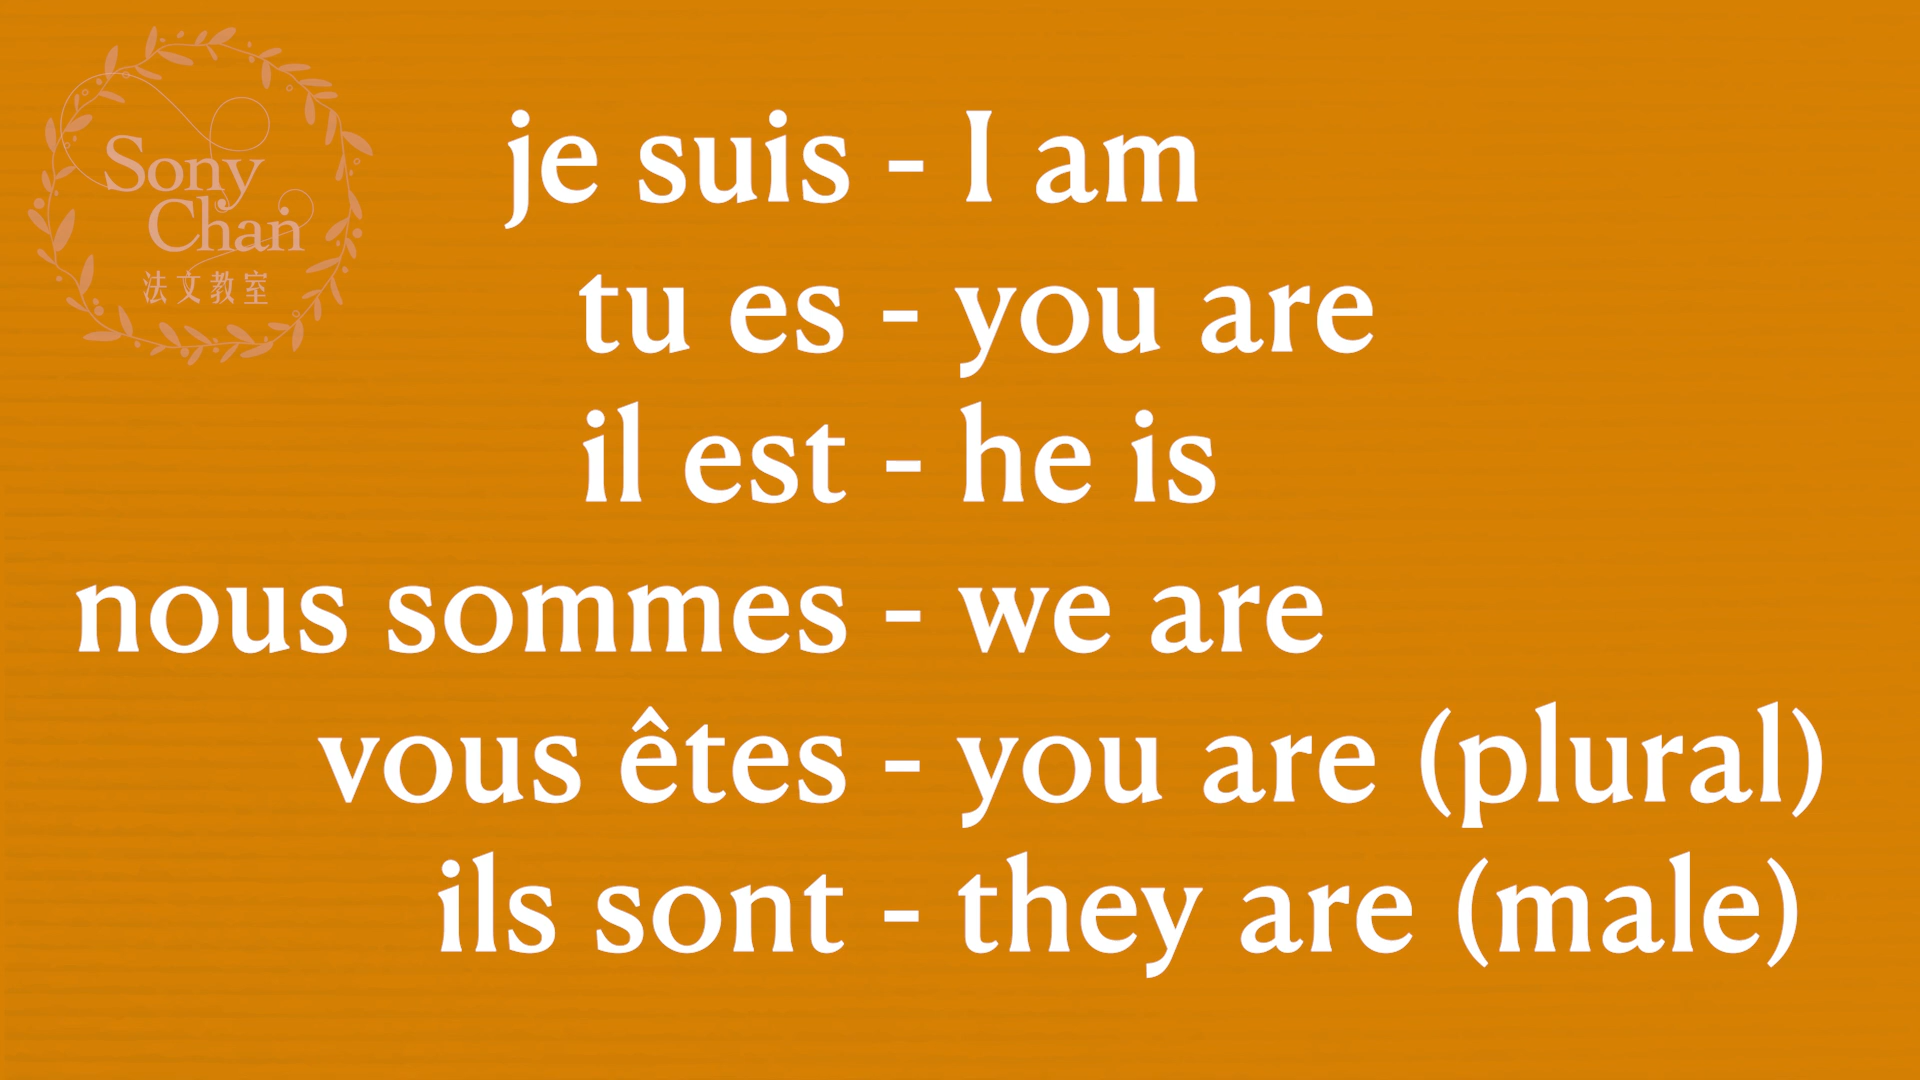 Sony
Chan
法文教室
je suis - I am
tu es - you are
il est - he is
nous sommes - we are
vous êtes - you are (plural)
ils sont - they are (male)